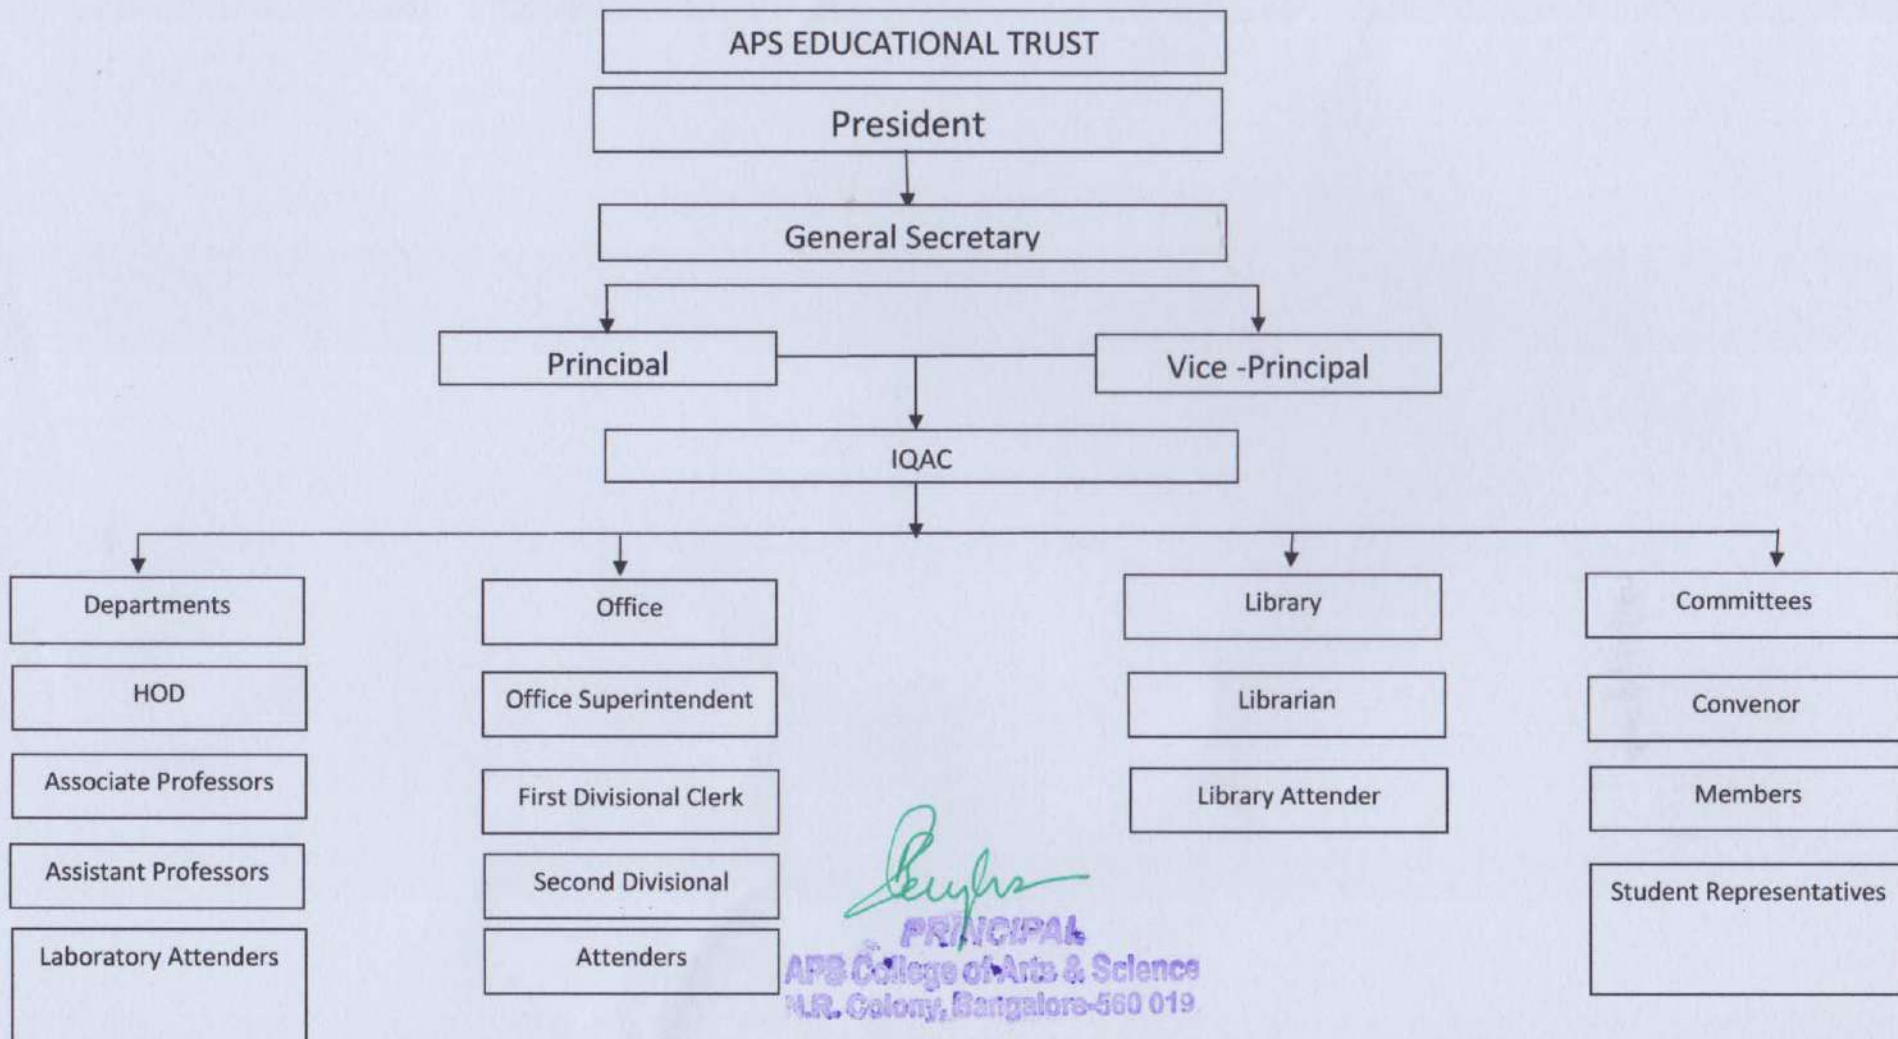 APS EDUCATIONAL TRUST
President
General Secretary
Principal
Vice -Principal
IQAC
Departments
Office
Library
Committees
HOD
Office Superintendent
Librarian
Convenor
Associate Professors
First Divisional Clerk
Library Attender
Members
Assistant Professors
Second Divisional
Student Representatives
Laboratory Attenders
Attenders
PRINCIPAL
APS College of Arts & Science
N.R. Colony, Bangalore-560 019